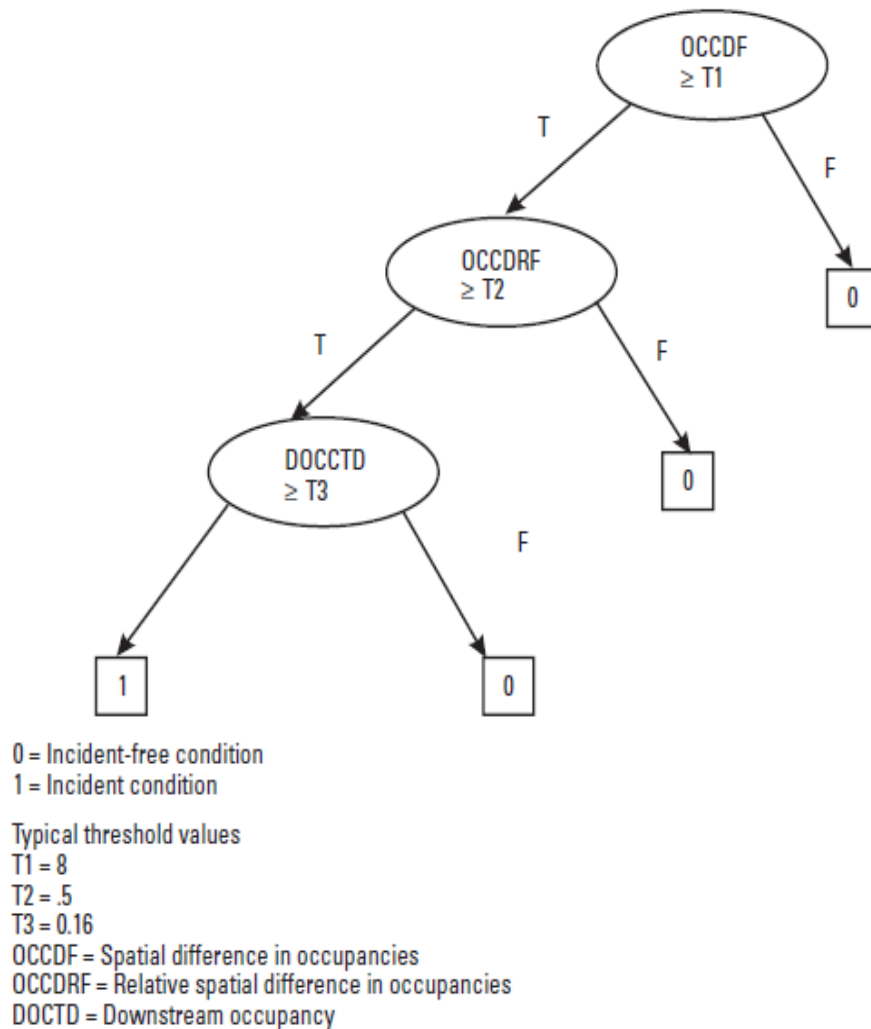 OCCDF
≥ T1
T
F
OCCDRF
≥ T2
0
T
F
DOCCTD
≥ T3
0
F
1
0
0 = Incident-free condition
1 = Incident condition
Typical threshold values
T1 = 8
T2 = .5
T3 = 0.16
OCCDF = Spatial difference in occupancies
OCCDRF = Relative spatial difference in occupancies
DOCTD = Downstream occupancy